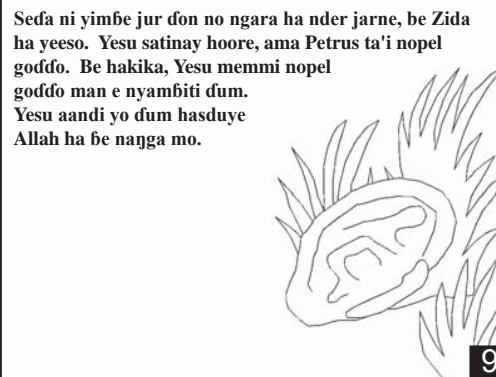 Seɗa ni yimɓe jur ɗon no ngara ha nder jarne, be Zida
ha yeeso.  Yesu satinay hoore, ama Petrus ta'i nopel
goɗɗo.  Be hakika, Yesu memmi nopel
goɗɗo man e nyamɓiti ɗum.
Yesu aandi yo ɗum hasduye
Allah ha ɓe naŋga mo.
9